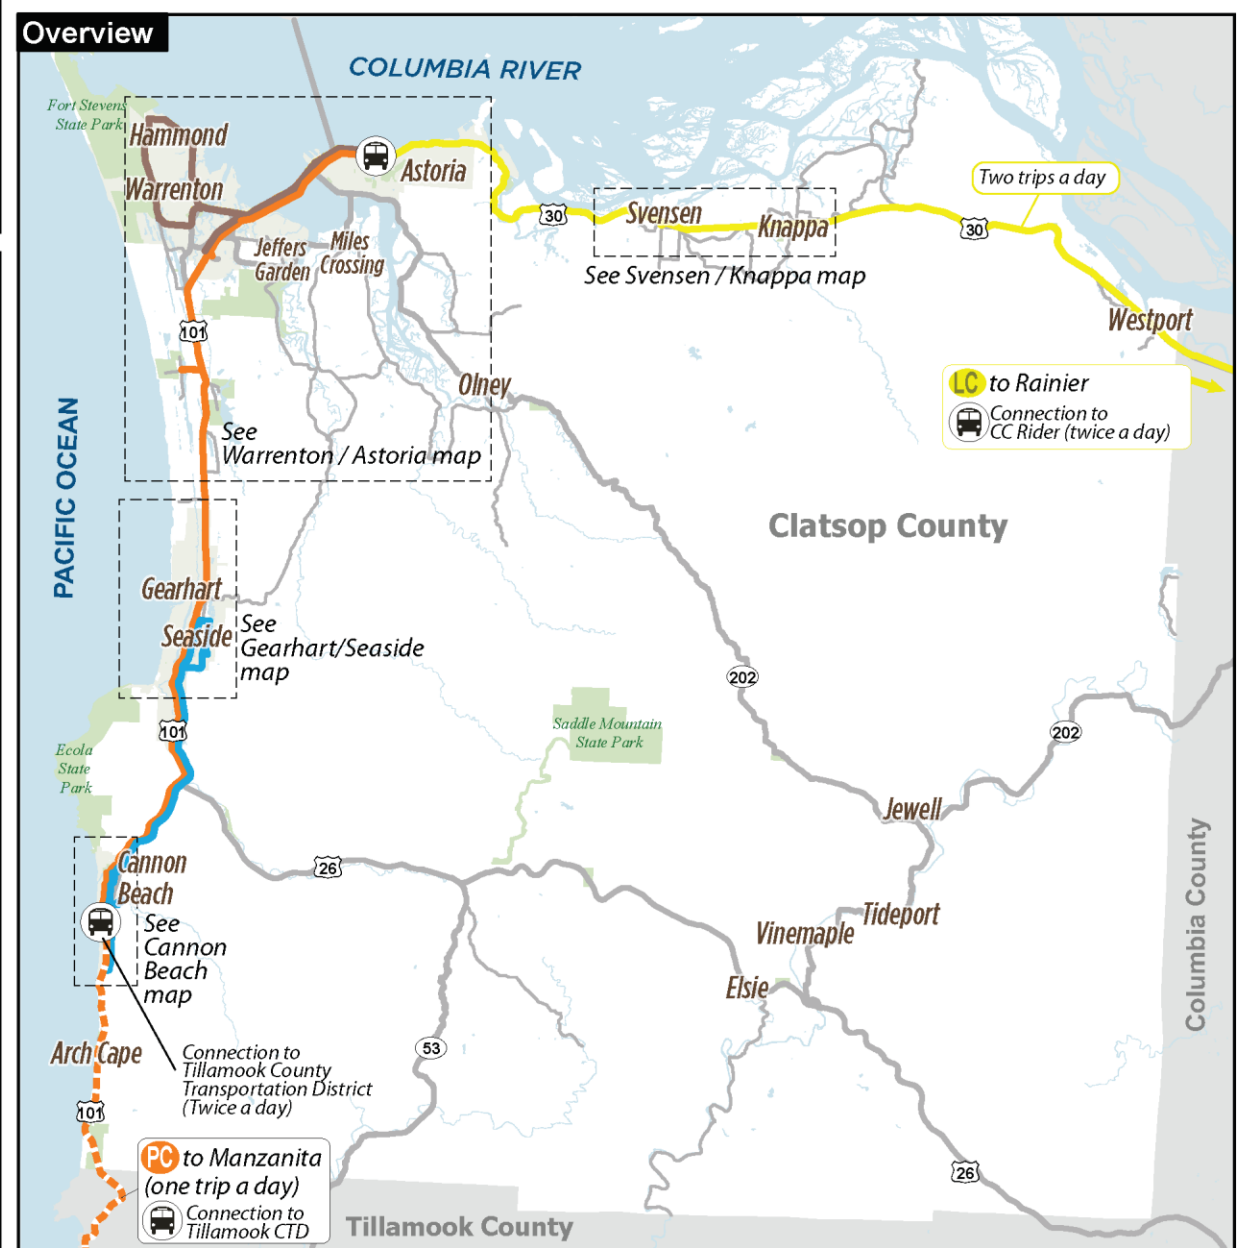 Overview
COLUMBIA RIVER
Fort Stevens
State Park
Hammond
Warrenton
Astoria
Two trips a day
30
Svensen
Knappa
30
Jeffers
Garden
Miles
Crossing
See Svensen / Knappa map
101
Westport
Olney
LC to Rainier
Connection to
CC Rider (twice a day)
See
Warrenton / Astoria map
PACIFIC OCEAN
Clatsop County
Gearhart
Seaside
See
Gearhart/Seaside
map
202
101
Saddle Mountain
State Park
202
Ecola
State
Park
Jewell
Cannon
Beach
26
Columbia County
Tideport
Vinemaple
See
Cannon
Beach
map
Elsie
Arch Cape
53
Connection to
Tillamook County
Transportation District
(Twice a day)
101
PC to Manzanita
(one trip a day)
Connection to
Tillamook CTD
26
Tillamook County